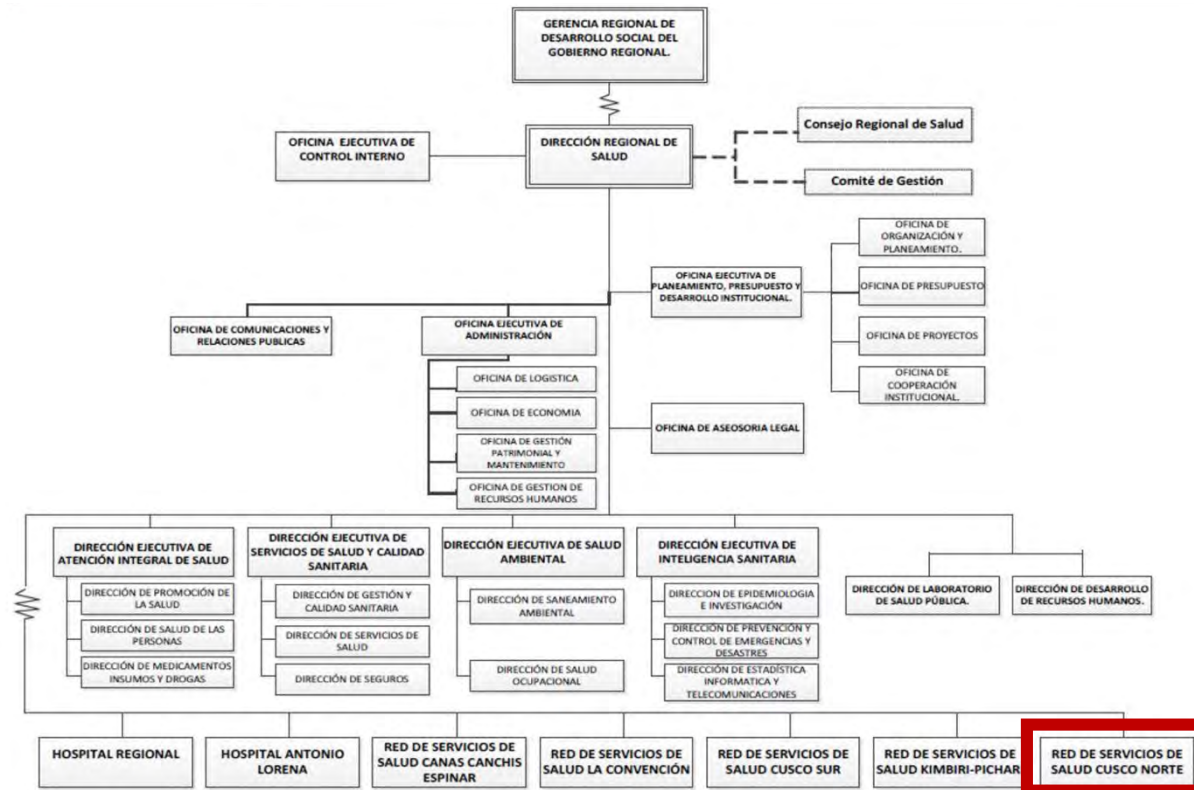 GERENCIA REGIONAL DE
DESARROLLO SOCIAL DEL
GOBIERNO REGIONAL.
OFICINA EJECUTIVA DE
CONTROL INTERNO
DIRECCIÓN REGIONAL DE
SALUD
Consejo Regional de Salud
Comité de Gestión
OFICINA EJECUTIVA DE
PLANEAMIENTO, PRESUPUESTO Y
DESARROLLO INSTITUCIONAL.
OFICINA DE
ORGANIZACIÓN Y
PLANEAMIENTO.
OFICINA DE PRESUPUESTO
OFICINA DE PROYECTOS
OFICINA DE
COOPERACIÓN
INSTITUCIONAL.
OFICINA DE COMUNICACIONES Y
RELACIONES PUBLICAS
OFICINA EJECUTIVA DE
ADMINISTRACIÓN
OFICINA DE LOGISTICA
OFICINA DE ECONOMIA
OFICINA DE GESTIÓN
PATRIMONIAL Y
MANTENIMIENTO
OFICINA DE GESTION DE
RECURSOS HUMANOS
OFICINA DE ASEOSORIA LEGAL
DIRECCIÓN EJECUTIVA DE
ATENCIÓN INTEGRAL DE SALUD
DIRECCIÓN DE PROMOCIÓN DE
LA SALUD
DIRECCIÓN DE SALUD DE LAS
PERSONAS
DIRECCIÓN DE MEDICAMENTOS
INSUMOS Y DROGAS
DIRECCIÓN EJECUTIVA DE
SERVICIOS DE SALUD Y CALIDAD
SANITARIA
DIRECCIÓN DE GESTIÓN Y
CALIDAD SANITARIA
DIRECCIÓN DE SERVICIOS DE
SALUD
DIRECCIÓN DE SEGUROS
DIRECCIÓN EJECUTIVA DE SALUD
AMBIENTAL
DIRECCIÓN DE SANEAMIENTO
AMBIENTAL
DIRECCIÓN DE SALUD
OCUPACIONAL
DIRECCIÓN EJECUTIVA DE
INTELIGENCIA SANITARIA
DIRECCION DE EPIDEMIOLOGIA
E INVESTIGACIÓN
DIRECCIÓN DE PREVENCIÓN Y
CONTROL DE EMERGENCIAS Y
DESASTRES
DIRECCIÓN DE ESTADÍSTICA
INFORMATICA Y
TELECOMUNICACIONES
DIRECCIÓN DE LABORATORIO
DE SALUD PÚBLICA.
DIRECCIÓN DE DESARROLLO
DE RECURSOS HUMANOS.
HOSPITAL REGIONAL
HOSPITAL ANTONIO
LORENA
RED DE SERVICIOS DE
SALUD CANAS CANCHIS
ESPINAR
RED DE SERVICIOS DE
SALUD LA CONVENCIÓN
RED DE SERVICIOS DE
SALUD CUSCO SUR
RED DE SERVICIOS DE
SALUD KIMBIRI-PICHAR
RED DE SERVICIOS DE
SALUD CUSCO NORTE